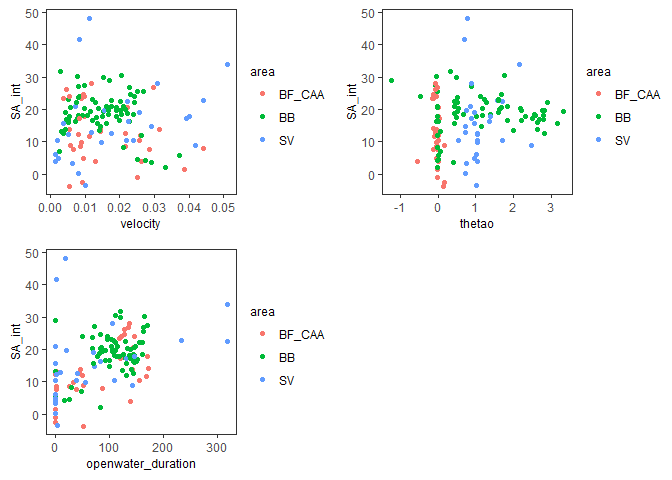 50
40
30
20
10
0
SA_int
0.00 0.01 0.02 0.03 0.04 0.05
velocity
area
BF_CAA
BB
SV
50
40
30
20
10
0
SA_int
-1 0 1 2 3
thetao
area
BF_CAA
BB
SV
50
40
30
20
10
0
SA_int
0 100 200 300
openwater_duration
area
BF_CAA
BB
SV